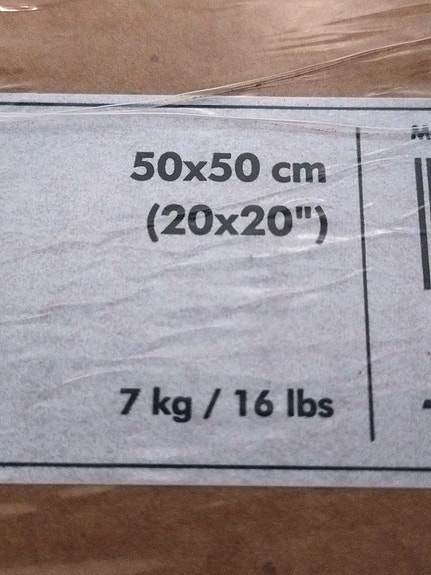 50x50 cm
(20x20")
7 kg / 16 lbs